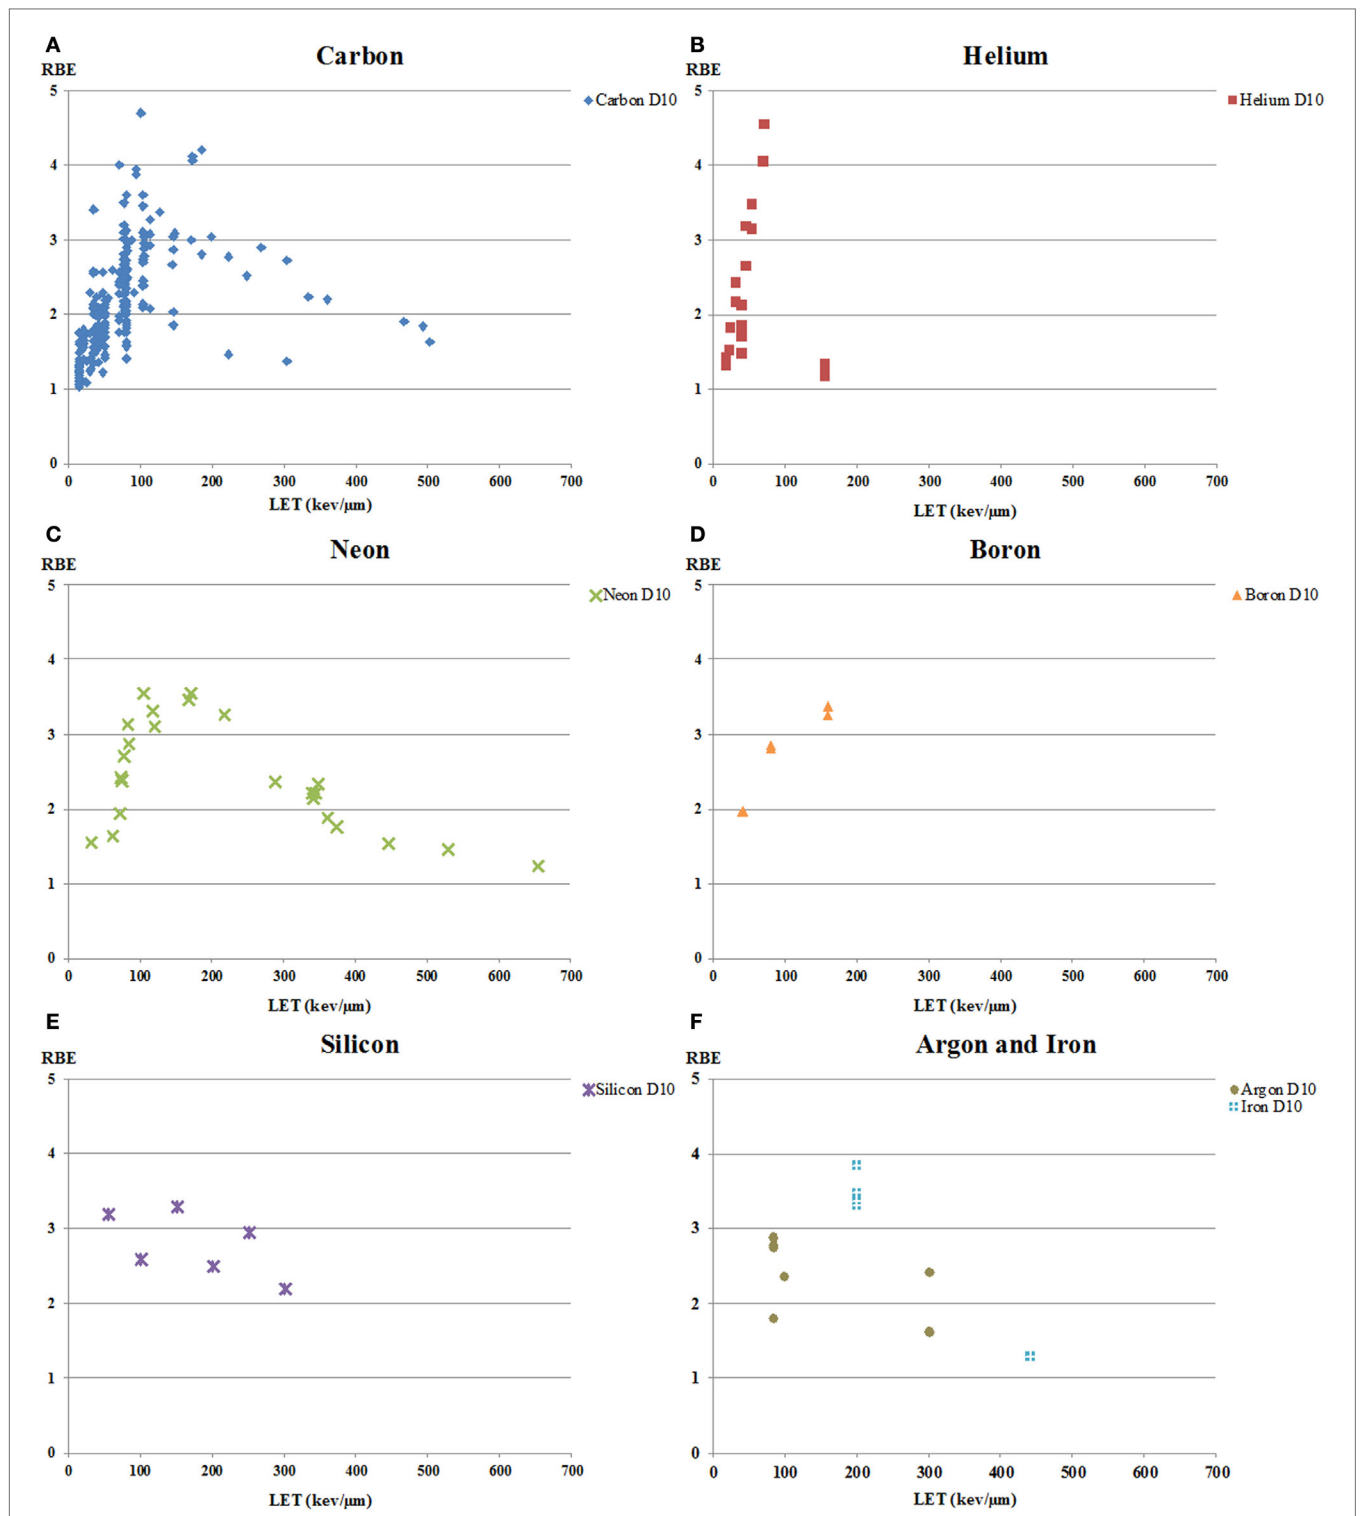 A
Carbon
RBE
Carbon D10
5
4
3
2
1
0
0 100 200 300 400 500 600 700
LET (kev/µm)
B
Helium
RBE
Helium D10
5
4
3
2
1
0
0 100 200 300 400 500 600 700
LET (kev/µm)
C
Neon
RBE
Neon D10
5
4
3
2
1
0
0 100 200 300 400 500 600 700
LET (kev/µm)
D
Boron
RBE
Boron D10
5
4
3
2
1
0
0 100 200 300 400 500 600 700
LET (kev/µm)
E
Silicon
RBE
Silicon D10
5
4
3
2
1
0
0 100 200 300 400 500 600 700
LET (kev/µm)
F
Argon and Iron
RBE
Argon D10
Iron D10
5
4
3
2
1
0
0 100 200 300 400 500 600 700
LET (kev/µm)